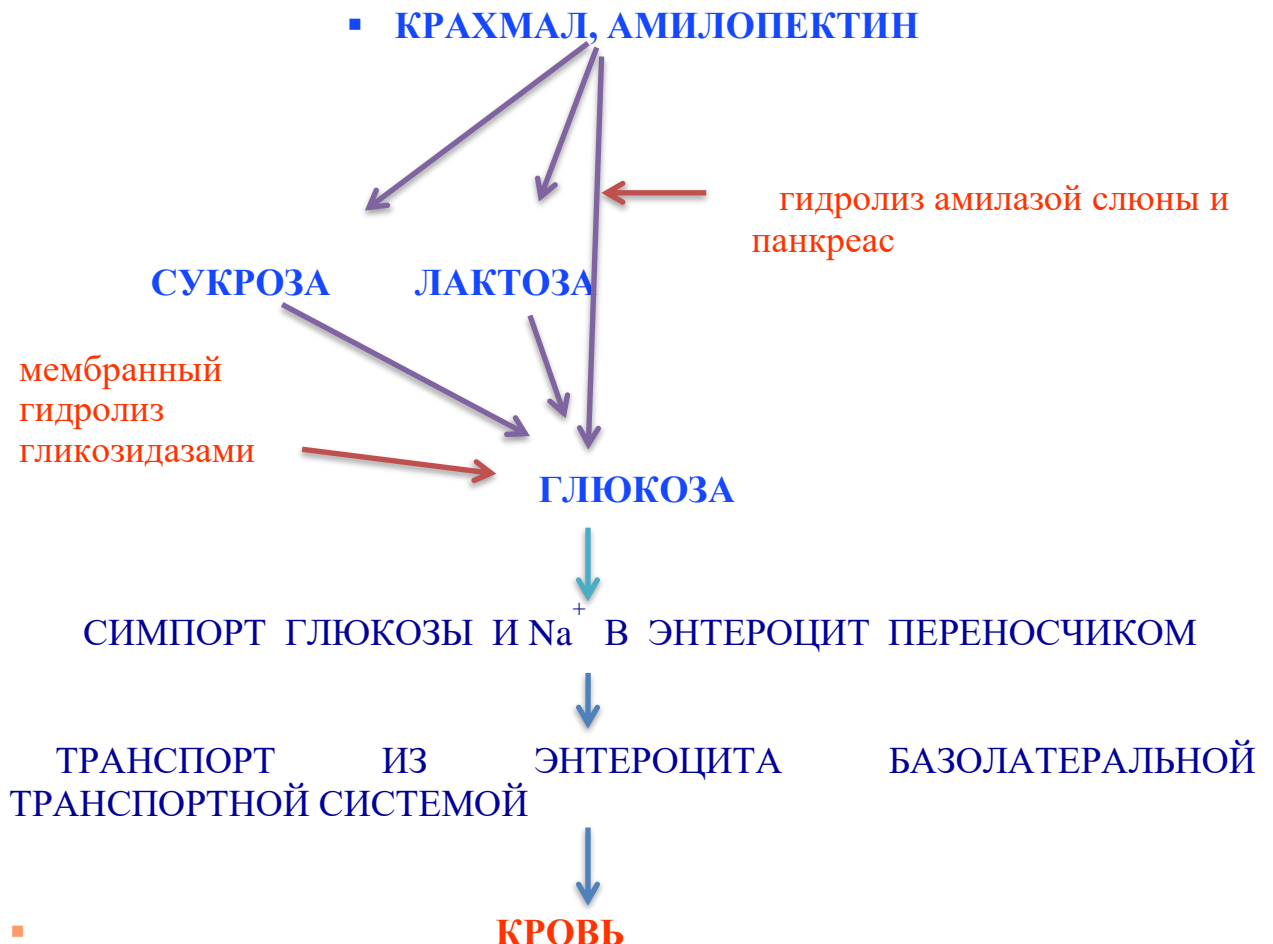 ▪ КРАХМАЛ, АМИЛОПЕКТИН
гидролиз амилазой слюны и
панкреас
СУКРОЗА ЛАКТОЗА
мембранный
гидролиз
гликозидазами
ГЛЮКОЗА
СИМПОРТ ГЛЮКОЗЫ И Na⁺ В ЭНТЕРОЦИТ ПЕРЕНОСЧИКОМ
ТРАНСПОРТ ИЗ ЭНТЕРОЦИТА БАЗОЛАТЕРАЛЬНОЙ
ТРАНСПОРТНОЙ СИСТЕМОЙ
▪ КРОВЬ